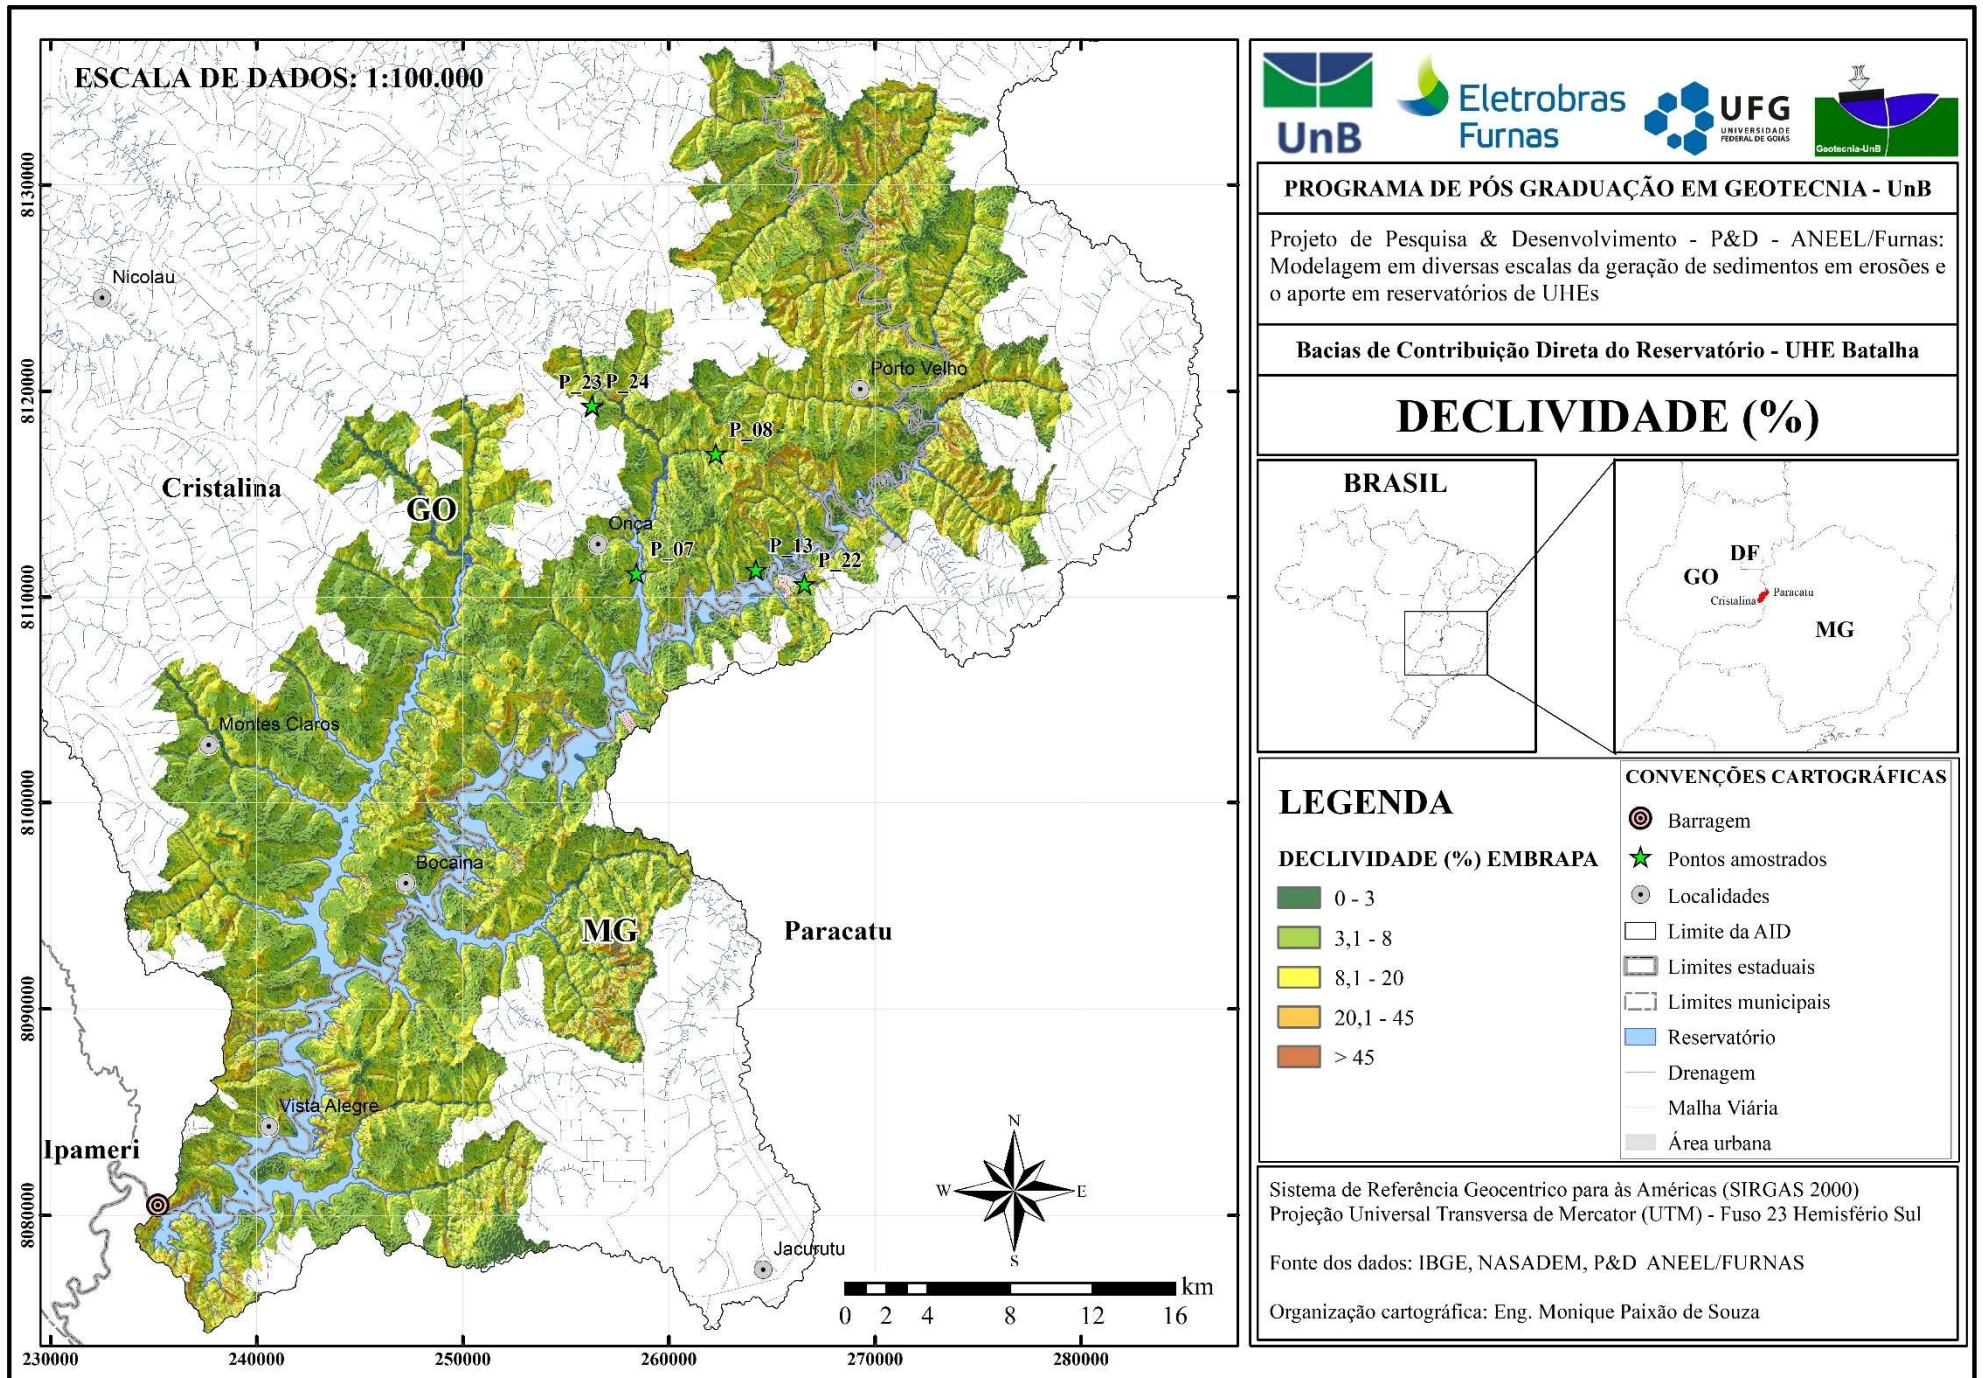 ESCALA DE DADOS: 1:100.000
8130000
8120000
8110000
8100000
8090000
8080000
230000
240000
250000
260000
270000
280000
Nicolau
Porto Velho
P_23
P_24
P_08
Cristalina
GO
Onça
P_07
P_13
P_22
Montes Claros
Bocaina
MG
Paracatu
Vista Alegre
Ipameri
Jacurutu
N
W
E
S
km
0 2 4 8 12 16
UnB
Eletrobras
Furnas
UFG
UNIVERSIDADE
FEDERAL DE GOIÁS
Geotecnia-UnB
PROGRAMA DE PÓS GRADUAÇÃO EM GEOTECNIA - UnB
Projeto de Pesquisa & Desenvolvimento - P&D - ANEEL/Furnas:
Modelagem em diversas escalas da geração de sedimentos em erosões e
o aporte em reservatórios de UHEs
Bacias de Contribuição Direta do Reservatório - UHE Batalha
DECLIVIDADE (%)
BRASIL
DF
GO
Cristalina
Paracatu
MG
LEGENDA
DECLIVIDADE (%) EMBRAPA
0 - 3
3,1 - 8
8,1 - 20
20,1 - 45
> 45
CONVENÇÕES CARTOGRÁFICAS
Barragem
Pontos amostrados
Localidades
Limite da AID
Limites estaduais
Limites municipais
Reservatório
Drenagem
Malha Viária
Área urbana
Sistema de Referência Geocentrico para às Américas (SIRGAS 2000)
Projeção Universal Transversa de Mercator (UTM) - Fuso 23 Hemisfério Sul
Fonte dos dados: IBGE, NASADEM, P&D ANEEL/FURNAS
Organização cartográfica: Eng. Monique Paixão de Souza